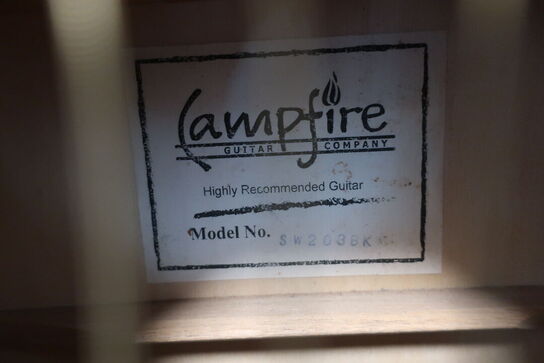 Campfire
GUITAR COMPANY
Highly Recommended Guitar
Model No. SW203BK